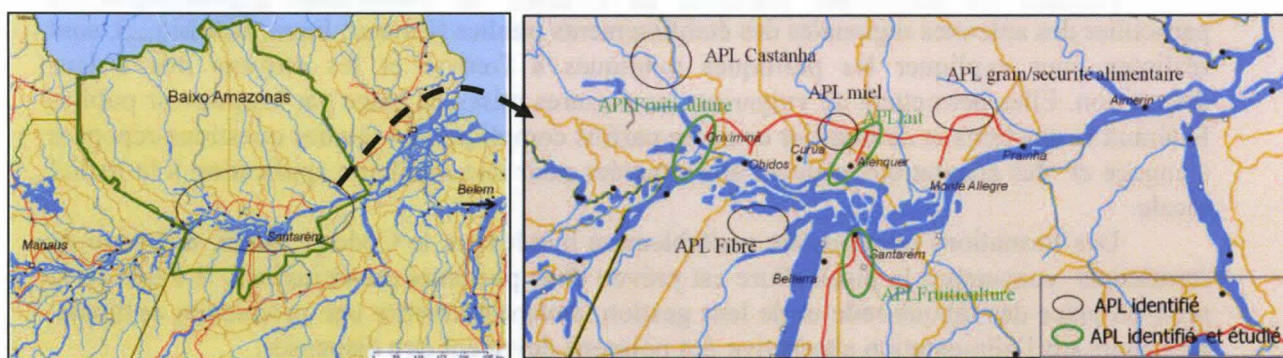 Baixo Amazonas
Belem
Santarém
Manaus
APL Castanha
APL grain/securité alimentaire
APL miel
APLFruiticulture
APLlait
Almerin
Oriximiná
Curuá
Obidos
Alenquer
Prainha
Monte Allegre
APL Fibre
Santarém
Belterra
APLFruiticulture
APL identifié
APL identifié et étudié